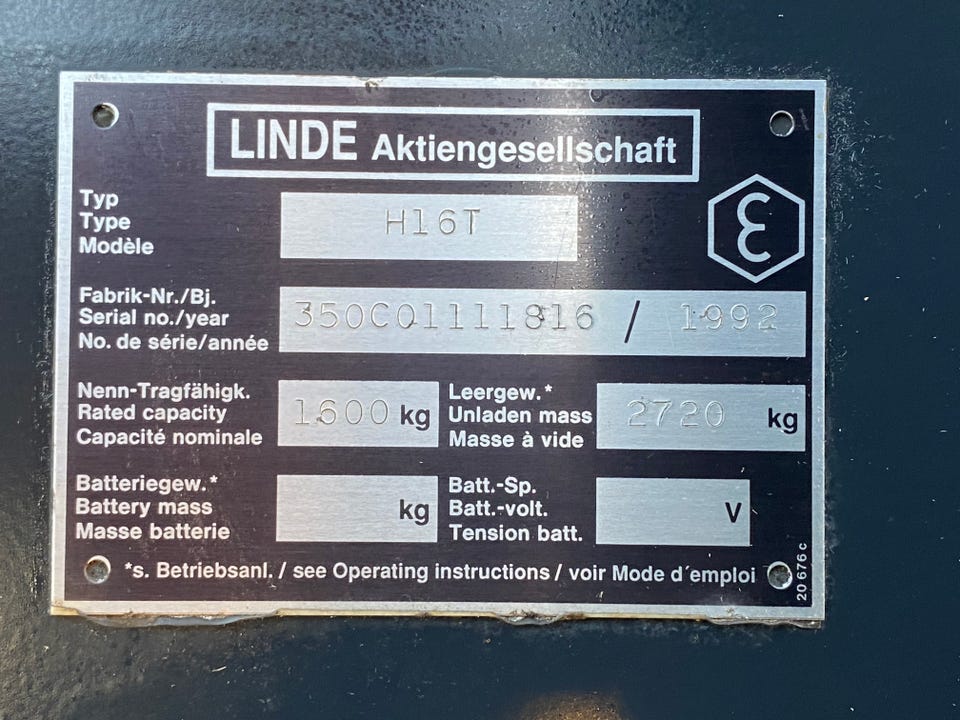 LINDE Aktiengesellschaft
Typ
Type
Modèle
H16T
Fabrik-Nr./Bj.
Serial no./year
No. de série/année
350C01111816 / 1992
Nenn-Tragfähigk.
Rated capacity
Capacité nominale
1600 kg
Leergew.*
Unladen mass
Masse à vide
2720 kg
Batteriegew.*
Battery mass
Masse batterie
kg
Batt.-Sp.
Batt.-volt.
Tension batt.
V
*s. Betriebsanl. / see Operating instructions / voir Mode d´emploi
20 676 c